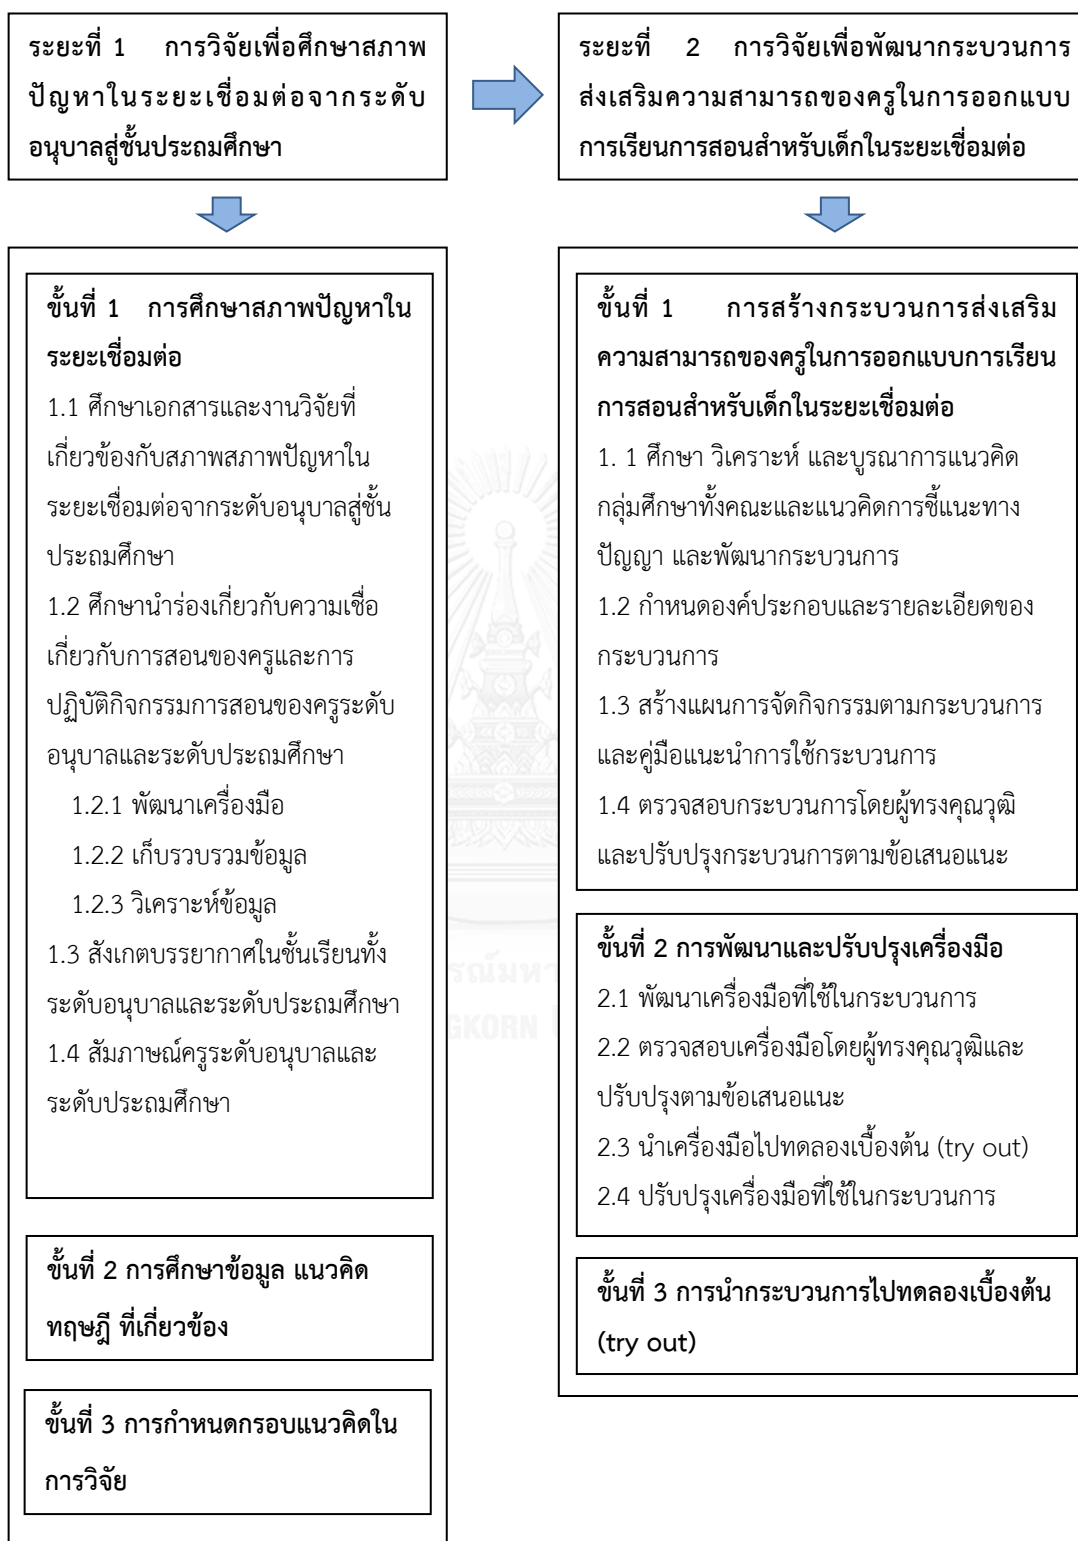 ระยะที่ 1 การวิจัยเพื่อศึกษาสภาพ
ปัญหาในระยะเชื่อมต่อจากระดับ
อนุบาลสู่ชั้นประถมศึกษา
ระยะที่ 2 การวิจัยเพื่อพัฒนากระบวนการ
ส่งเสริมความสามารถของครูในการออกแบบ
การเรียนการสอนสำหรับเด็กในระยะเชื่อมต่อ
ขั้นที่ 1 การศึกษาสภาพปัญหาใน
ระยะเชื่อมต่อ
1.1 ศึกษาเอกสารและงานวิจัยที่
เกี่ยวข้องกับสภาพสภาพปัญหาใน
ระยะเชื่อมต่อจากระดับอนุบาลสู่ชั้น
ประถมศึกษา
1.2 ศึกษานำร่องเกี่ยวกับความเชื่อ
เกี่ยวกับการสอนของครูและการ
ปฏิบัติกิจกรรมการสอนของครูระดับ
อนุบาลและระดับประถมศึกษา
1.2.1 พัฒนาเครื่องมือ
1.2.2 เก็บรวบรวมข้อมูล
1.2.3 วิเคราะห์ข้อมูล
1.3 สังเกตบรรยากาศในชั้นเรียนทั้ง
ระดับอนุบาลและระดับประถมศึกษา
1.4 สัมภาษณ์ครูระดับอนุบาลและ
ระดับประถมศึกษา
ขั้นที่ 2 การศึกษาข้อมูล แนวคิด
ทฤษฎี ที่เกี่ยวข้อง
ขั้นที่ 3 การกำหนดกรอบแนวคิดใน
การวิจัย
ขั้นที่ 1 การสร้างกระบวนการส่งเสริม
ความสามารถของครูในการออกแบบการเรียน
การสอนสำหรับเด็กในระยะเชื่อมต่อ
1. 1 ศึกษา วิเคราะห์ และบูรณาการแนวคิด
กลุ่มศึกษาทั้งคณะและแนวคิดการชี้แนะทาง
ปัญญา และพัฒนากระบวนการ
1.2 กำหนดองค์ประกอบและรายละเอียดของ
กระบวนการ
1.3 สร้างแผนการจัดกิจกรรมตามกระบวนการ
และคู่มือแนะนำการใช้กระบวนการ
1.4 ตรวจสอบกระบวนการโดยผู้ทรงคุณวุฒิ
และปรับปรุงกระบวนการตามข้อเสนอแนะ
ขั้นที่ 2 การพัฒนาและปรับปรุงเครื่องมือ
2.1 พัฒนาเครื่องมือที่ใช้ในกระบวนการ
2.2 ตรวจสอบเครื่องมือโดยผู้ทรงคุณวุฒิและ
ปรับปรุงตามข้อเสนอแนะ
2.3 นำเครื่องมือไปทดลองเบื้องต้น (try out)
2.4 ปรับปรุงเครื่องมือที่ใช้ในกระบวนการ
ขั้นที่ 3 การนำกระบวนการไปทดลองเบื้องต้น
(try out)